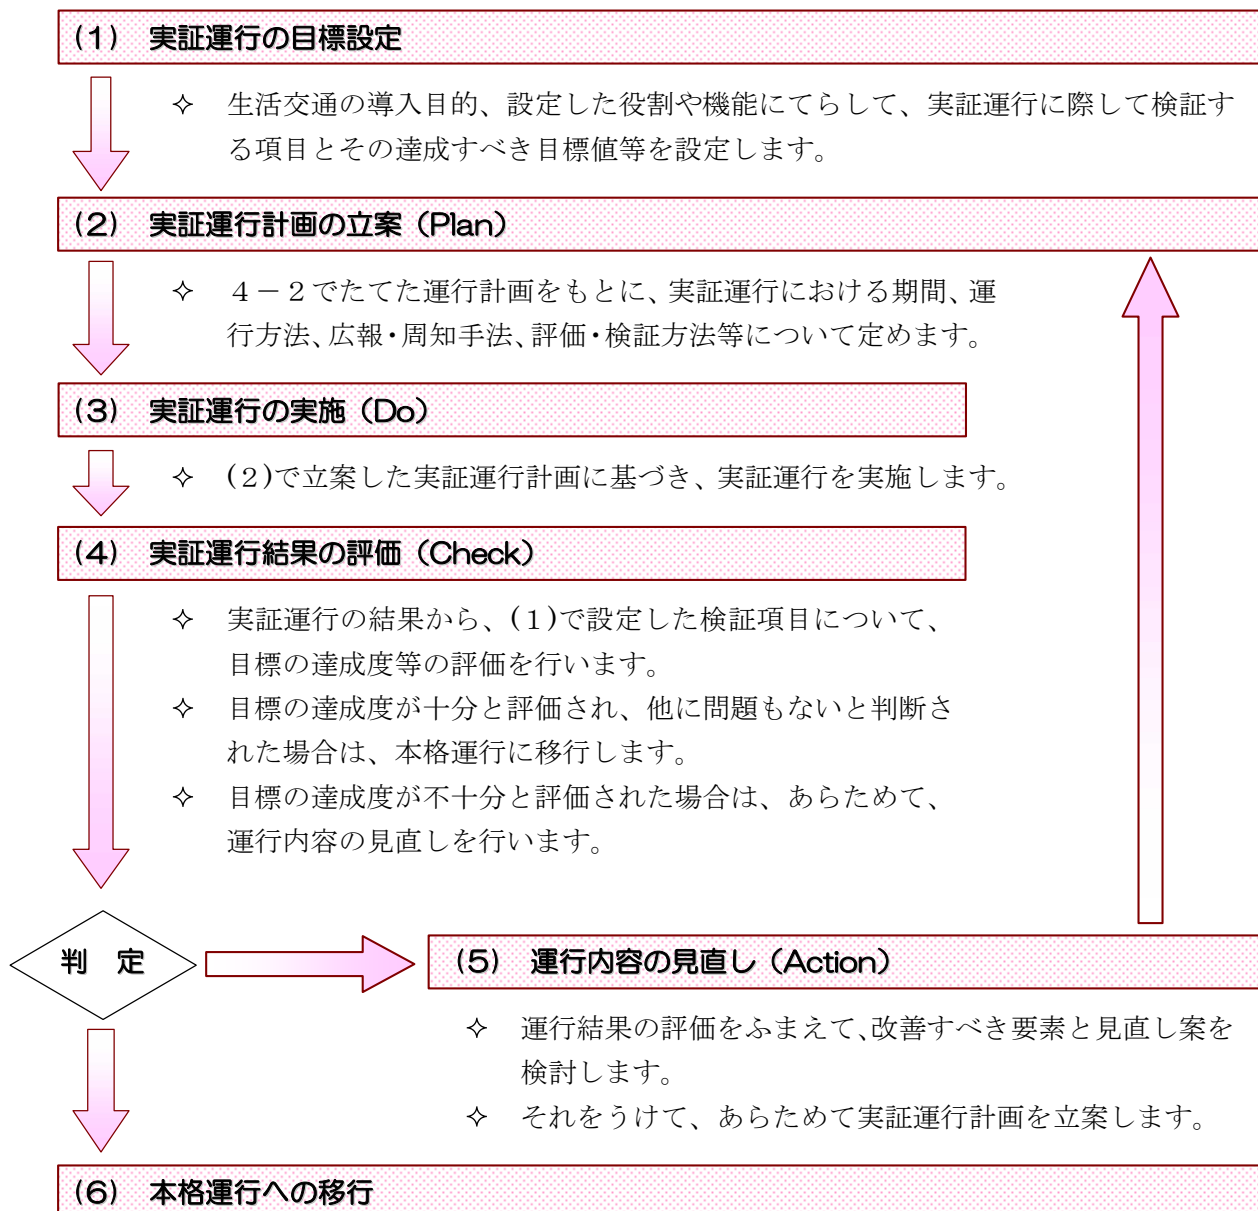 (1) 実証運行の目標設定
✧ 生活交通の導入目的、設定した役割や機能にてらして、実証運行に際して検証す
る項目とその達成すべき目標値等を設定します。
(2) 実証運行計画の立案（Plan）
✧ ４－２でたてた運行計画をもとに、実証運行における期間、運
行方法、広報・周知手法、評価・検証方法等について定めます。
(3) 実証運行の実施（Do）
✧ (２)で立案した実証運行計画に基づき、実証運行を実施します。
(4) 実証運行結果の評価（Check）
✧ 実証運行の結果から、(１)で設定した検証項目について、
目標の達成度等の評価を行います。
✧ 目標の達成度が十分と評価され、他に問題もないと判断さ
れた場合は、本格運行に移行します。
✧ 目標の達成度が不十分と評価された場合は、あらためて、
運行内容の見直しを行います。
判 定
(5) 運行内容の見直し（Action）
✧ 運行結果の評価をふまえて、改善すべき要素と見直し案を
検討します。
✧ それをうけて、あらためて実証運行計画を立案します。
(6) 本格運行への移行